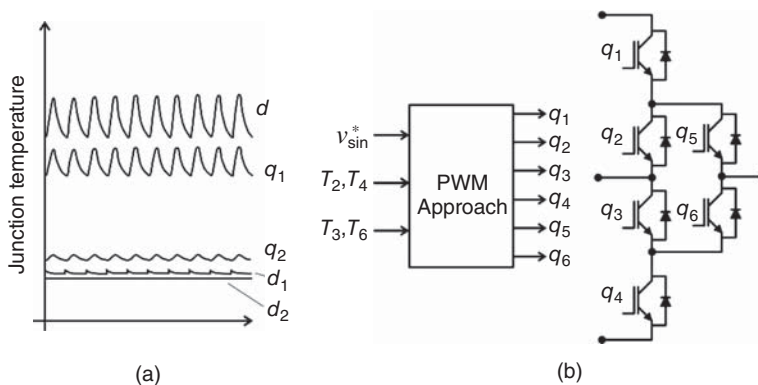 Junction temperature
d
q1
q2
d1
d2
(a)
v*sin
T2,T4
T3,T6
PWM
Approach
q1
q2
q3
q4
q5
q6
q1
q2
q5
q3
q6
q4
(b)